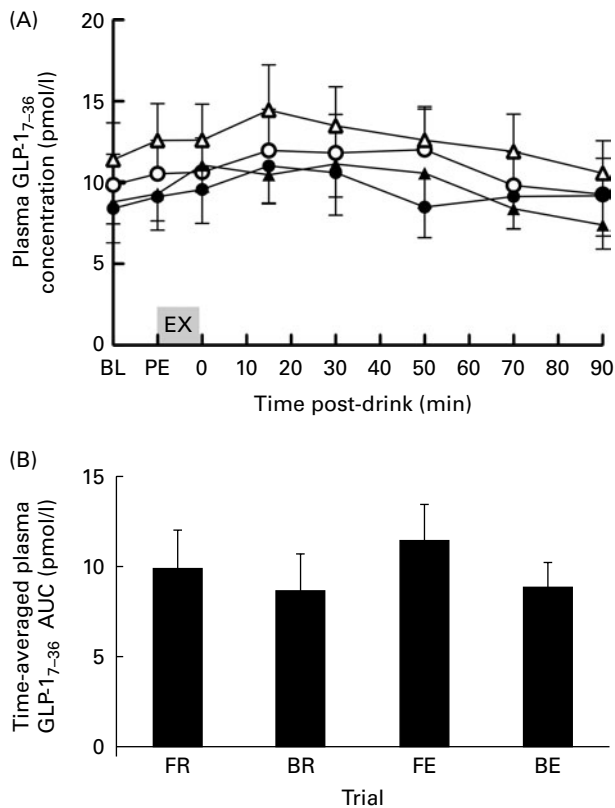 (A)
Plasma GLP-1₇₋₃₆
concentration (pmol/l)
20
15
10
5
0
EX
BL PE 0 10 20 30 40 50 60 70 80 90
Time post-drink (min)
(B)
Time-averaged plasma
GLP-1₇₋₃₆ AUC (pmol/l)
15
10
5
0
FR BR FE BE
Trial